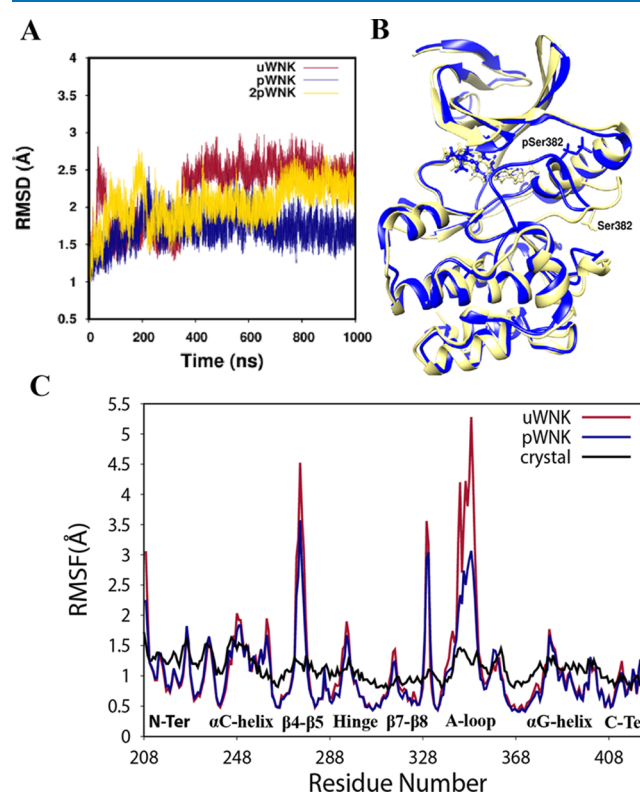 A
uWNK
pWNK
2pWNK
4
3.5
3
2.5
2
1.5
1
0.5
RMSD (Å)
0 200 400 600 800 1000
Time (ns)
B
pSer382
Ser382
C
uWNK
pWNK
crystal
5.5
5
4.5
4
3.5
3
2.5
2
1.5
1
0.5
0
RMSF(Å)
N-Ter αC-helix β4-β5 Hinge β7-β8 A-loop αG-helix C-Te
208 248 288 328 368 408
Residue Number